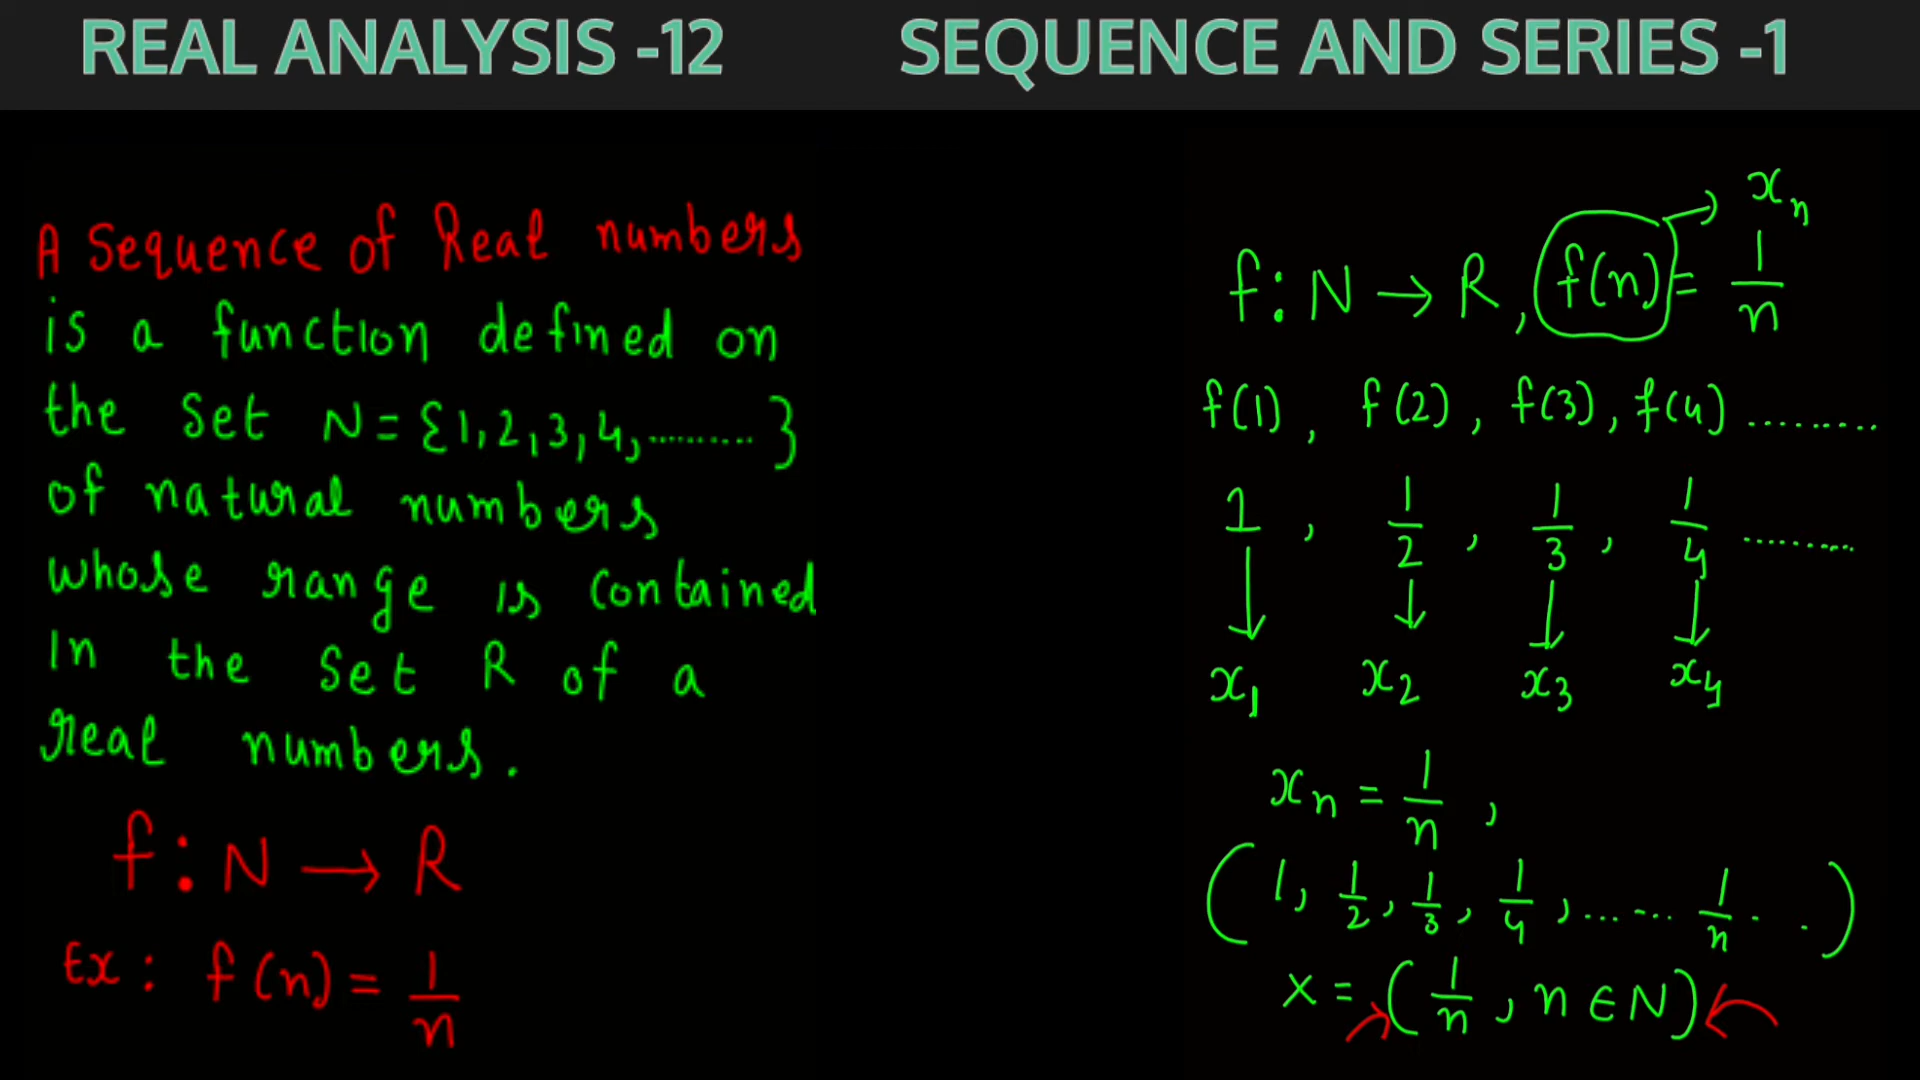 REAL ANALYSIS -12 SEQUENCE AND SERIES -1
A Sequence of Real numbers
is a function defined on
the Set N = {1, 2, 3, 4, ..........}
of natural numbers
whose range is contained
In the Set R of a
real numbers.
f : N → R
Ex : f(n) = 1/n
xn
f : N → R, f(n) = 1/n
f(1), f(2), f(3), f(4) .........
1, 1/2, 1/3, 1/4 .........
x1 x2 x3 x4
xn = 1/n,
(1, 1/2, 1/3, 1/4, ...... 1/n . .)
x = (1/n, n ∈ N)